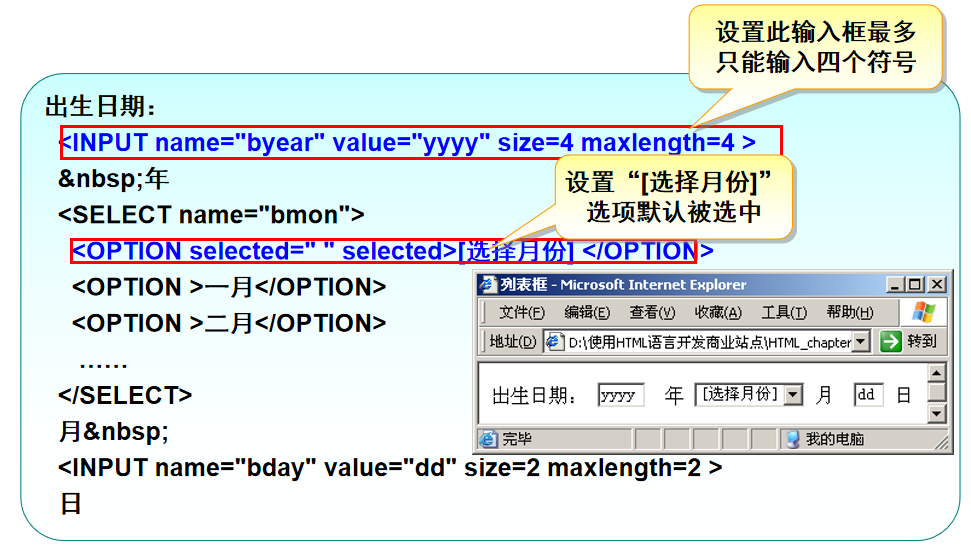 设置此输入框最多
只能输入四个符号
出生日期：
<INPUT name="byear" value="yyyy" size=4 maxlength=4 >
&nbsp;年
设置“[选择月份]”
选项默认被选中
<SELECT name="bmon">
<OPTION selected=" " selected>[选择月份] </OPTION>
<OPTION >一月</OPTION>
<OPTION >二月</OPTION>
……
</SELECT>
月&nbsp;
<INPUT name="bday" value="dd" size=2 maxlength=2 >
日
列表框 - Microsoft Internet Explorer
文件(F) 编辑(E) 查看(V) 收藏(A) 工具(T) 帮助(H)
地址(D) D:\使用HTML语言开发商业站点\HTML_chapter 转到
出生日期： yyyy 年 [选择月份] 月 dd 日
完毕 我的电脑